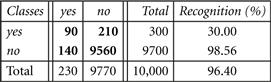 Classes yes no Total Recognition (%)
yes 90 210 300 30.00
no 140 9560 9700 98.56
Total 230 9770 10,000 96.40